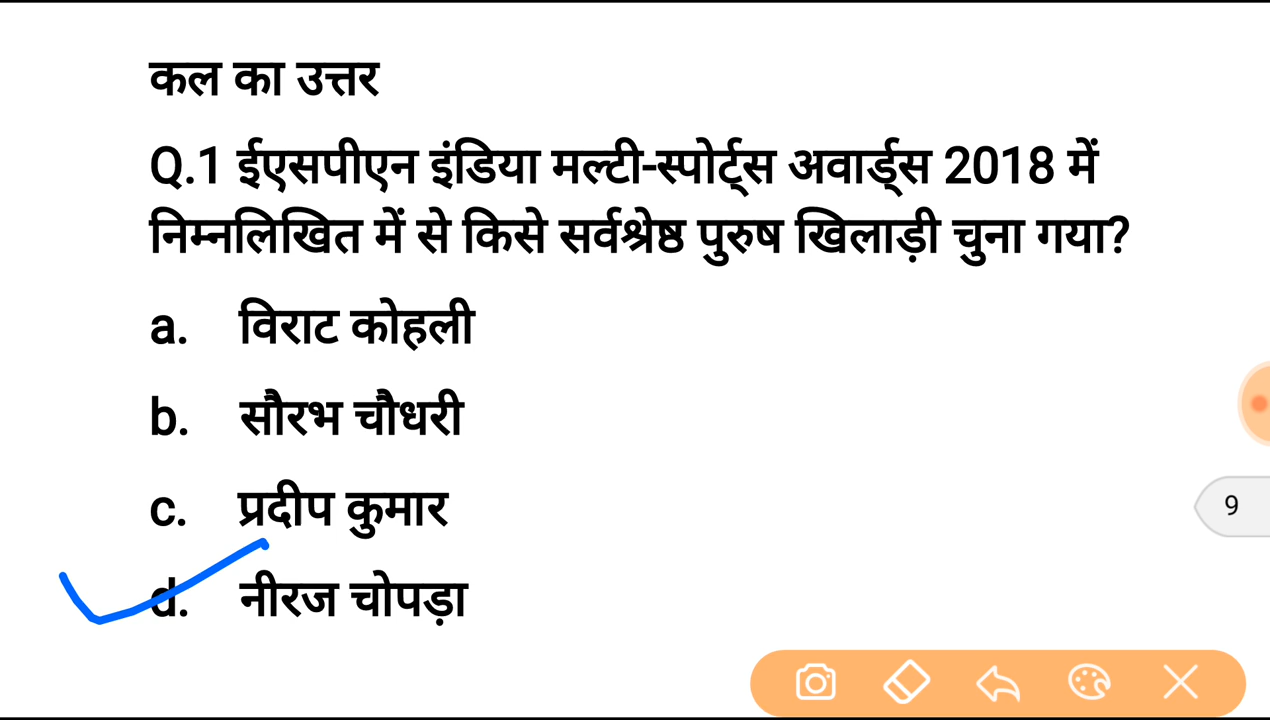 कल का उत्तर
Q.1 ईएसपीएन इंडिया मल्टी-स्पोर्ट्स अवार्ड्स 2018 में
निम्नलिखित में से किसे सर्वश्रेष्ठ पुरुष खिलाड़ी चुना गया?
a. विराट कोहली
b. सौरभ चौधरी
c. प्रदीप कुमार
d. नीरज चोपड़ा
9